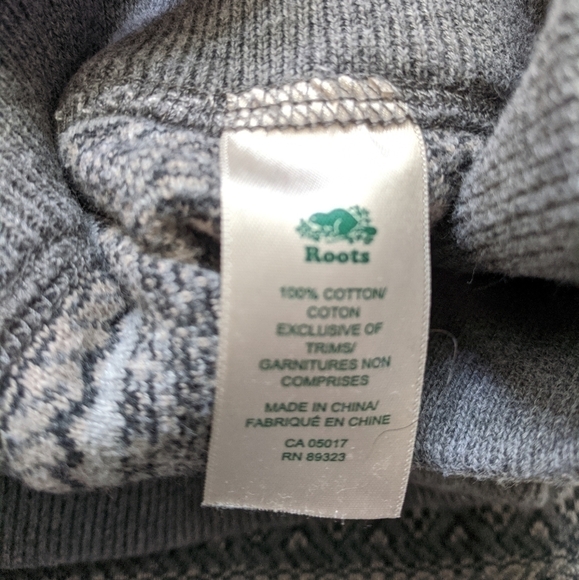 Roots
100% COTTON/
COTON
EXCLUSIVE OF
TRIMS/
GARNITURES NON
COMPRISES
MADE IN CHINA/
FABRIQUÉ EN CHINE
CA 05017
RN 89323